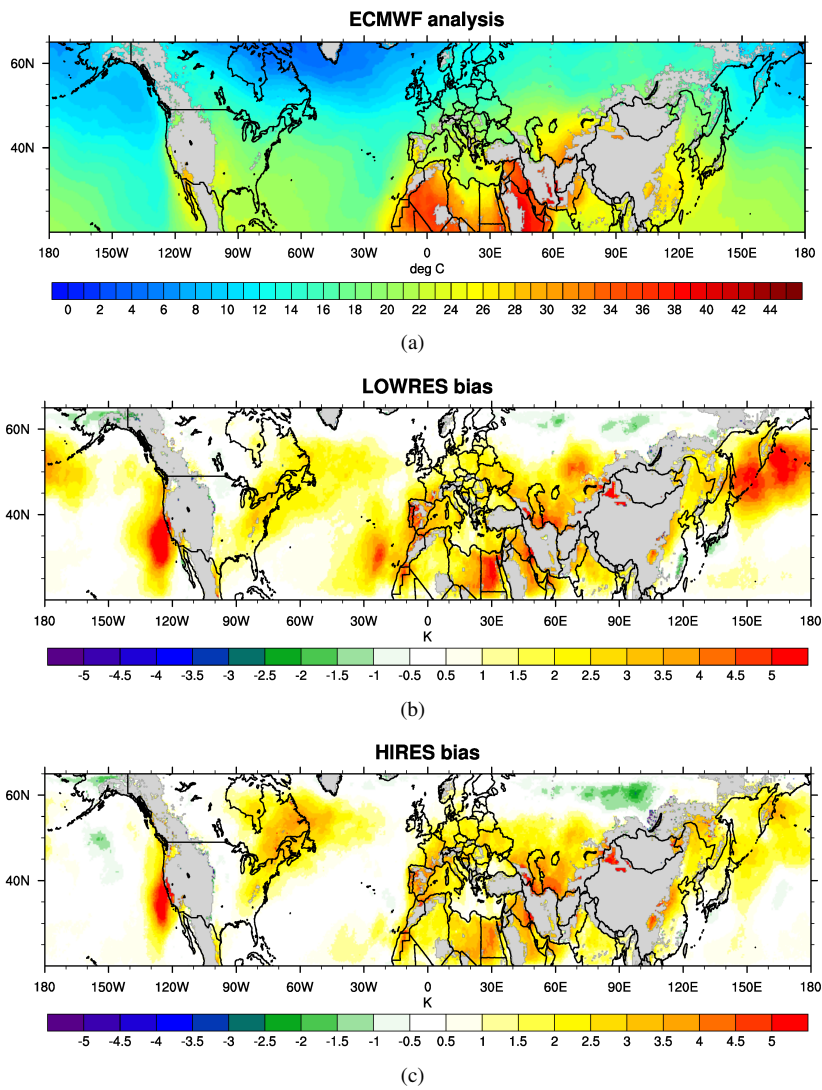 ECMWF analysis
60N
40N
180 150W 120W 90W 60W 30W 0 30E 60E 90E 120E 150E 180
deg C
0 2 4 6 8 10 12 14 16 18 20 22 24 26 28 30 32 34 36 38 40 42 44
(a)
LOWRES bias
60N
40N
180 150W 120W 90W 60W 30W 0 30E 60E 90E 120E 150E 180
K
-5 -4.5 -4 -3.5 -3 -2.5 -2 -1.5 -1 -0.5 0.5 1 1.5 2 2.5 3 3.5 4 4.5 5
(b)
HIRES bias
60N
40N
180 150W 120W 90W 60W 30W 0 30E 60E 90E 120E 150E 180
K
-5 -4.5 -4 -3.5 -3 -2.5 -2 -1.5 -1 -0.5 0.5 1 1.5 2 2.5 3 3.5 4 4.5 5
(c)